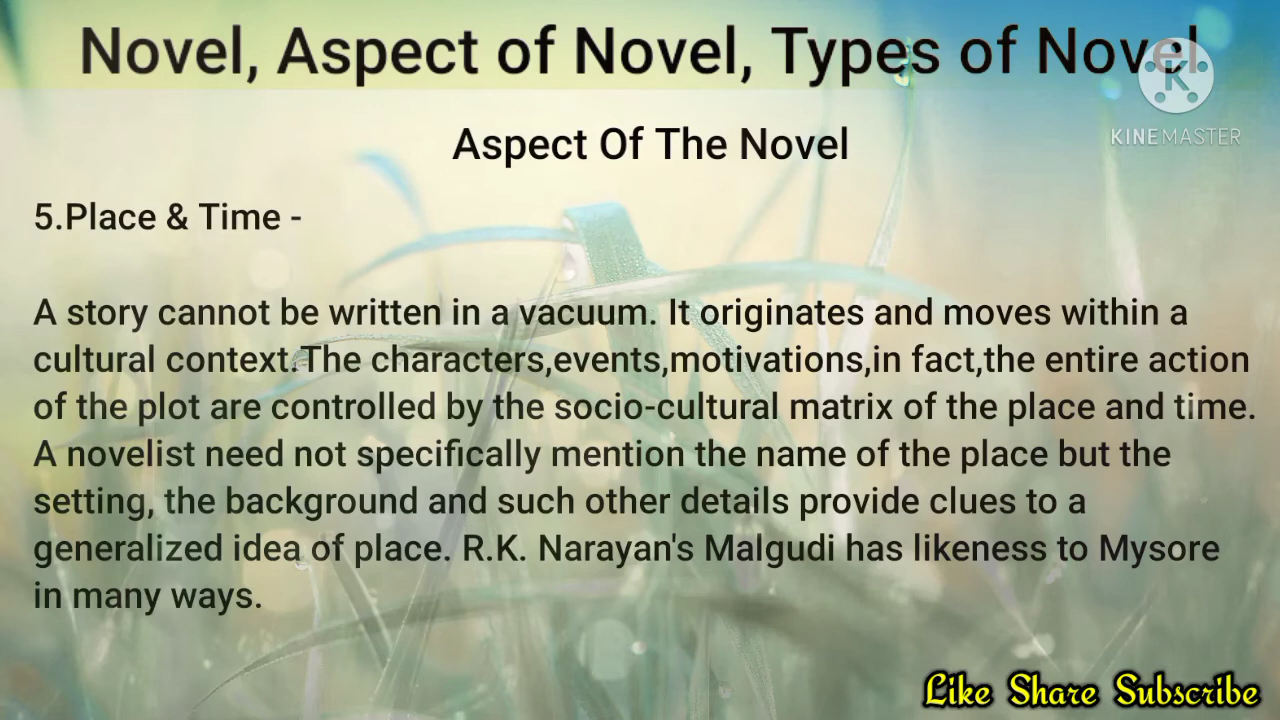 Novel, Aspect of Novel, Types of Novel
K
KINEMASTER
Aspect Of The Novel
5.Place & Time -
A story cannot be written in a vacuum. It originates and moves within a
cultural context.The characters,events,motivations,in fact,the entire action
of the plot are controlled by the socio-cultural matrix of the place and time.
A novelist need not specifically mention the name of the place but the
setting, the background and such other details provide clues to a
generalized idea of place. R.K. Narayan's Malgudi has likeness to Mysore
in many ways.
Like Share Subscribe